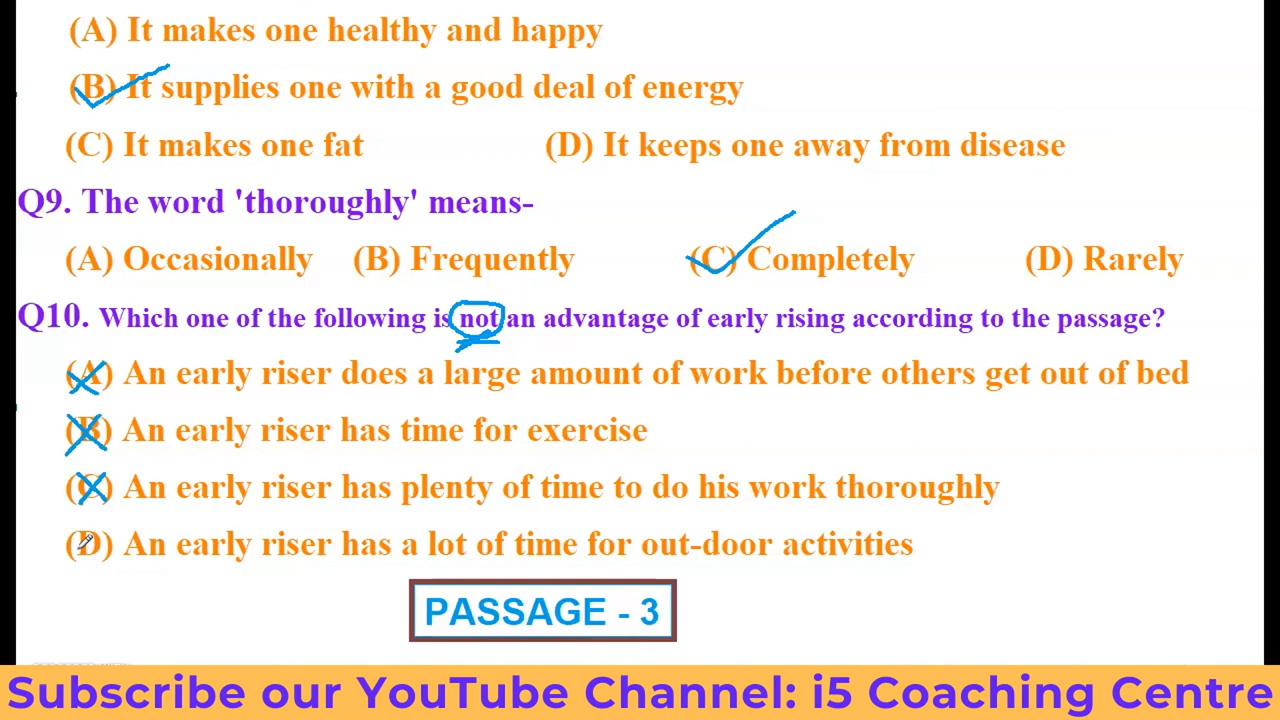 (A) It makes one healthy and happy
(B) It supplies one with a good deal of energy
(C) It makes one fat (D) It keeps one away from disease
Q9. The word 'thoroughly' means-
(A) Occasionally (B) Frequently (C) Completely (D) Rarely
Q10. Which one of the following is not an advantage of early rising according to the passage?
(A) An early riser does a large amount of work before others get out of bed
(B) An early riser has time for exercise
(C) An early riser has plenty of time to do his work thoroughly
(D) An early riser has a lot of time for out-door activities
PASSAGE - 3
Subscribe our YouTube Channel: i5 Coaching Centre